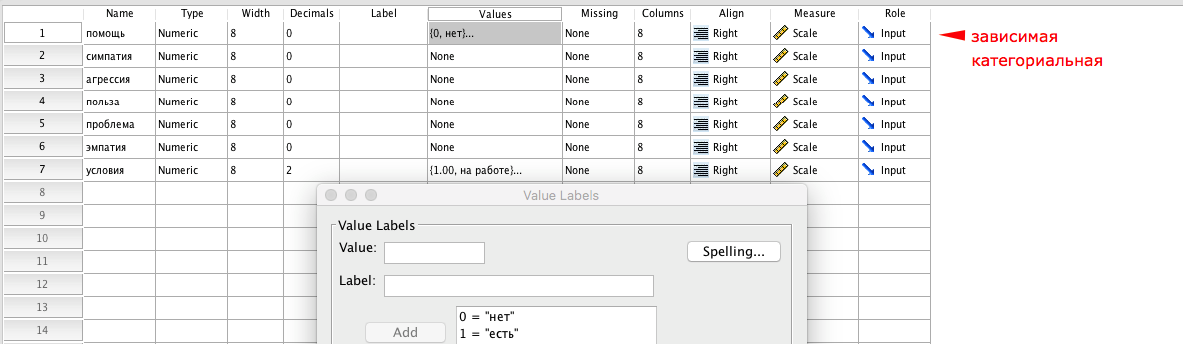 Name Type Width Decimals Label Values Missing Columns Align Measure Role
1 помощь Numeric 8 0 {0, нет}... None 8 Right Scale Input
2 симпатия Numeric 8 0 None None 8 Right Scale Input
3 агрессия Numeric 8 0 None None 8 Right Scale Input
4 польза Numeric 8 0 None None 8 Right Scale Input
5 проблема Numeric 8 0 None None 8 Right Scale Input
6 эмпатия Numeric 8 0 None None 8 Right Scale Input
7 условия Numeric 8 2 {1.00, на работе}... None 8 Right Scale Input
8
9
10
11
12
13
14
зависимая
категориальная
Value Labels
Value Labels
Value:
Spelling...
Label:
Add
0 = "нет"
1 = "есть"